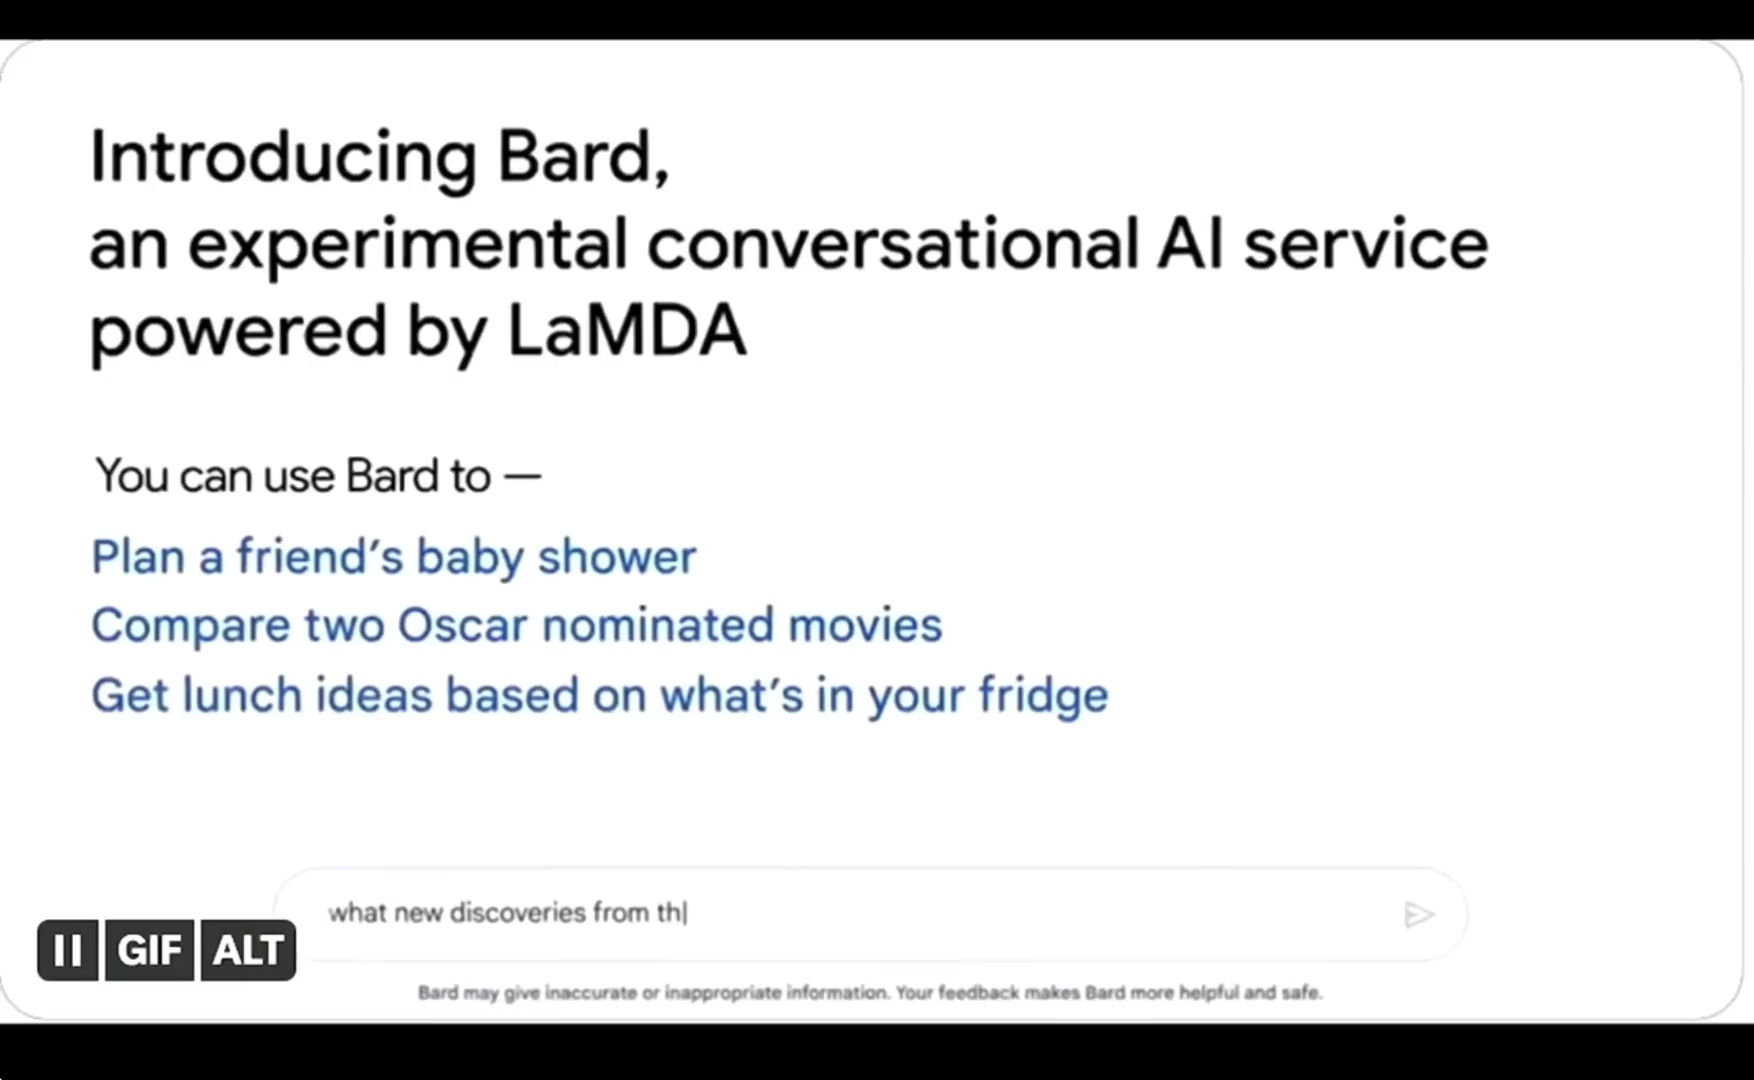 Introducing Bard,
an experimental conversational AI service
powered by LaMDA
You can use Bard to —
Plan a friend’s baby shower
Compare two Oscar nominated movies
Get lunch ideas based on what’s in your fridge
what new discoveries from th
GIF ALT
Bard may give inaccurate or inappropriate information. Your feedback makes Bard more helpful and safe.